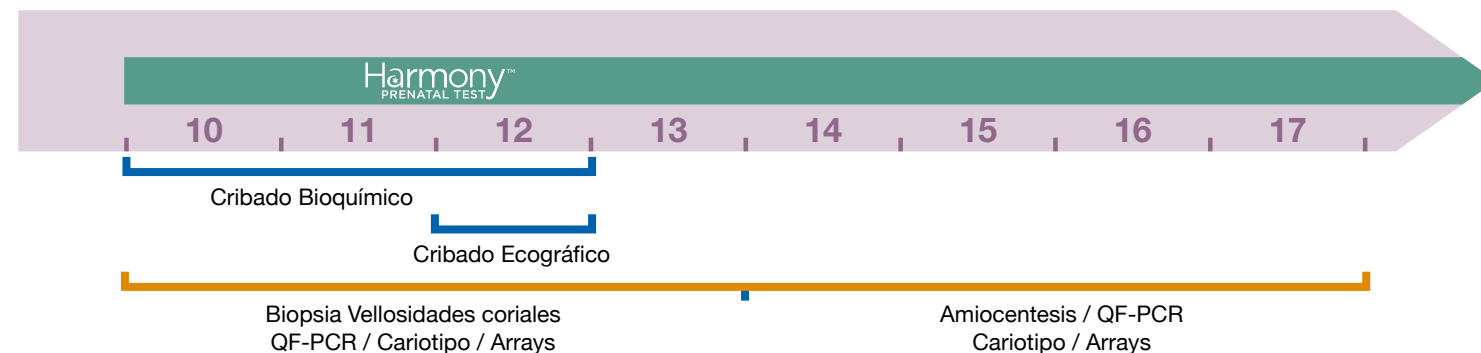 Harmony™
PRENATAL TEST
10 11 12 13 14 15 16 17
Cribado Bioquímico
Cribado Ecográfico
Biopsia Vellosidades coriales
QF-PCR / Cariotipo / Arrays
Amiocentesis / QF-PCR
Cariotipo / Arrays